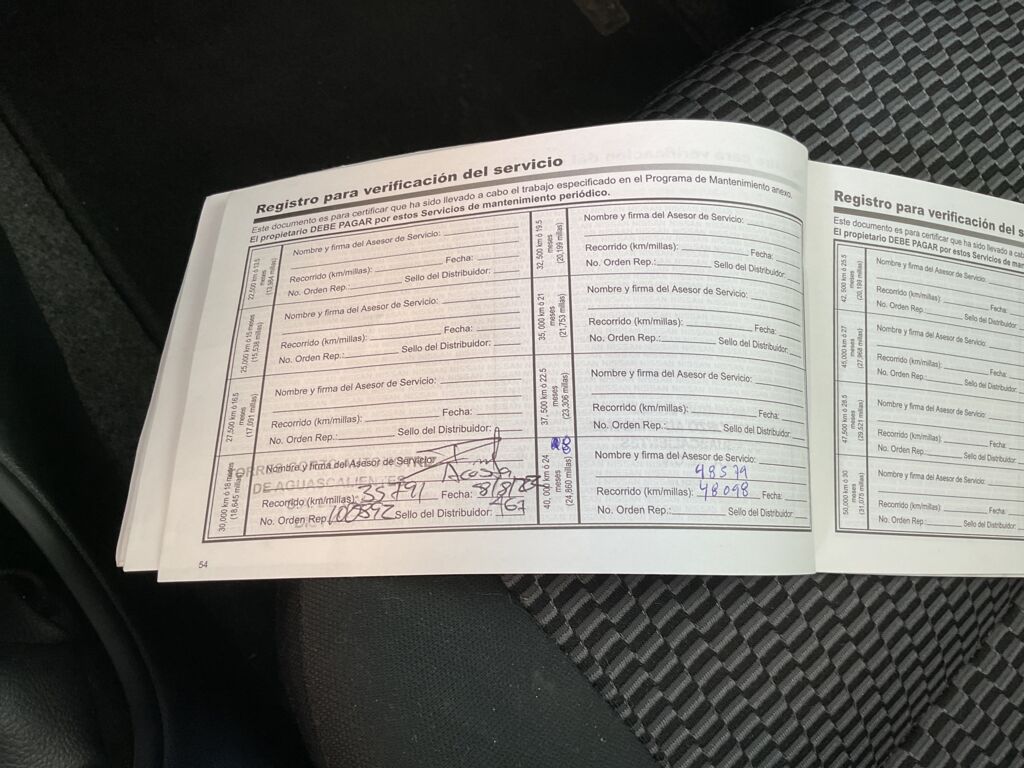 Registro para verificación del servicio
Este documento es para certificar que ha sido llevado a cabo el trabajo especificado en el Programa de Mantenimiento anexo.
El propietario DEBE PAGAR por estos Servicios de mantenimiento periódico.
22,500 km ó 13.5 meses (13,984 millas)
Nombre y firma del Asesor de Servicio:
Recorrido (km/millas): Fecha:
No. Orden Rep.: Sello del Distribuidor:
25,000 km ó 15 meses (15,538 millas)
Nombre y firma del Asesor de Servicio:
Recorrido (km/millas): Fecha:
No. Orden Rep.: Sello del Distribuidor:
27,500 km ó 16.5 meses (17,091 millas)
Nombre y firma del Asesor de Servicio:
Recorrido (km/millas): Fecha:
No. Orden Rep.: Sello del Distribuidor:
30,000 km ó 18 meses (18,645 millas)
Nombre y firma del Asesor de Servicio: Acosta
DE AGUASCALIENTES
Recorrido (km/millas): 35791 Fecha:
No. Orden Rep. 100892 Sello del Distribuidor: 167
32, 500 km ó 19.5 meses (20,199 millas)
Nombre y firma del Asesor de Servicio:
Recorrido (km/millas): Fecha:
No. Orden Rep.: Sello del Distribuidor:
35, 000 km ó 21 meses (21,753 millas)
Nombre y firma del Asesor de Servicio:
Recorrido (km/millas): Fecha:
No. Orden Rep.: Sello del Distribuidor:
37, 500 km ó 22.5 meses (23,306 millas)
Nombre y firma del Asesor de Servicio:
Recorrido (km/millas): Fecha:
No. Orden Rep.: Sello del Distribuidor:
40, 000 km ó 24 meses (24,860 millas)
Nombre y firma del Asesor de Servicio:
48579
Recorrido (km/millas): 48098 Fecha:
No. Orden Rep.: Sello del Distribuidor:
54
Registro para verificación del s
Este documento es para certificar que ha sido llevado a cab
El propietario DEBE PAGAR por estos Servicios de man
42, 500 km ó 25.5 meses
Nombre y firma del Asesor de Servicio:
Recorrido (km/millas): Fecha:
No. Orden Rep.: Sello del Distribuidor
45,000 km ó 27 meses (27,968 millas)
Nombre y firma del Asesor de Servicio:
Recorrido (km/millas): Fecha:
No. Orden Rep.: Sello del Distribuidor
47,500 km ó 28.5 meses (29,521 millas)
Nombre y firma del Asesor de Servicio:
Recorrido (km/millas): Fecha:
No. Orden Rep.: Sello del Distribuidor
50,000 km ó 30 meses (31,075 millas)
Nombre y firma del Asesor de Servicio:
Recorrido (km/millas): Fecha:
No. Orden Rep.: Sello del Distribuidor